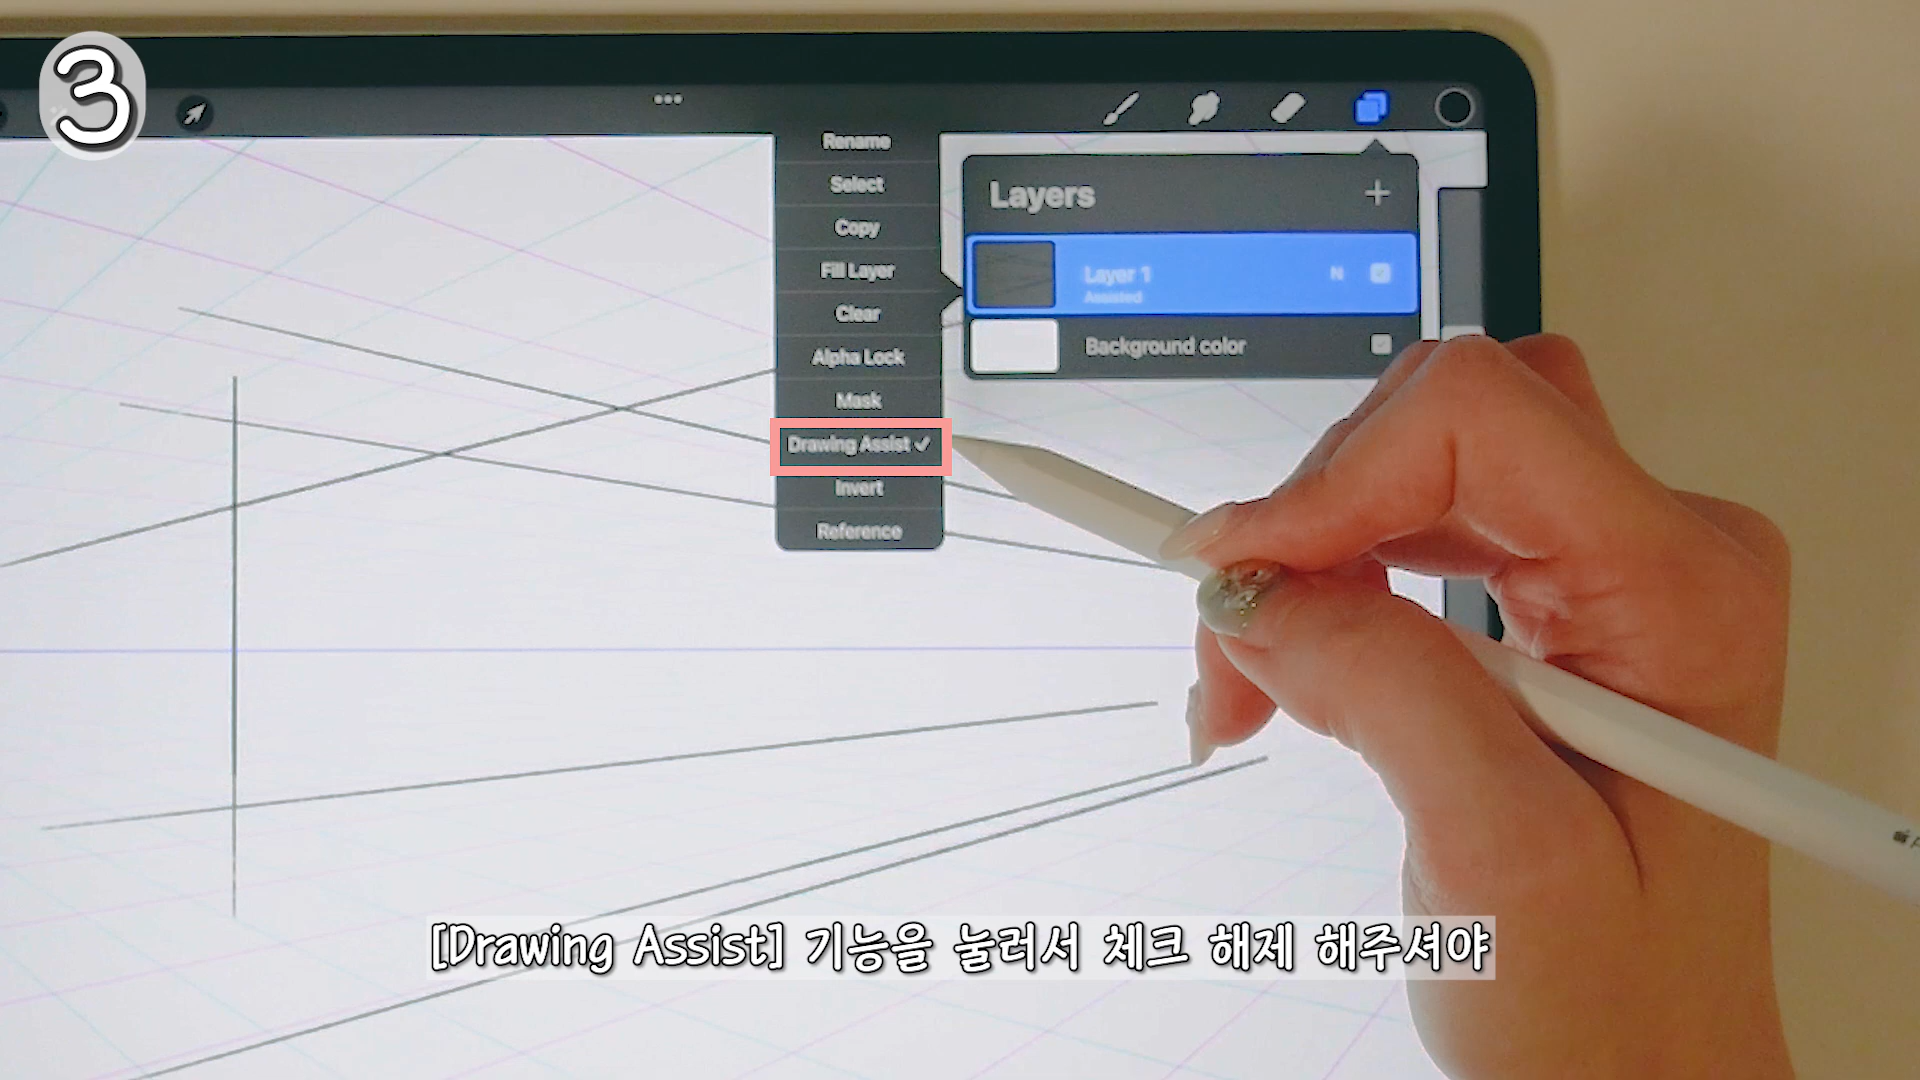 3
Rename
Select
Copy
Fill Layer
Clear
Alpha Lock
Mask
Drawing Assist
Invert
Reference
Layers
Layer 1
N
Assisted
Background color
[Drawing Assist] 기능을 눌러서 체크 해제 해주셔야